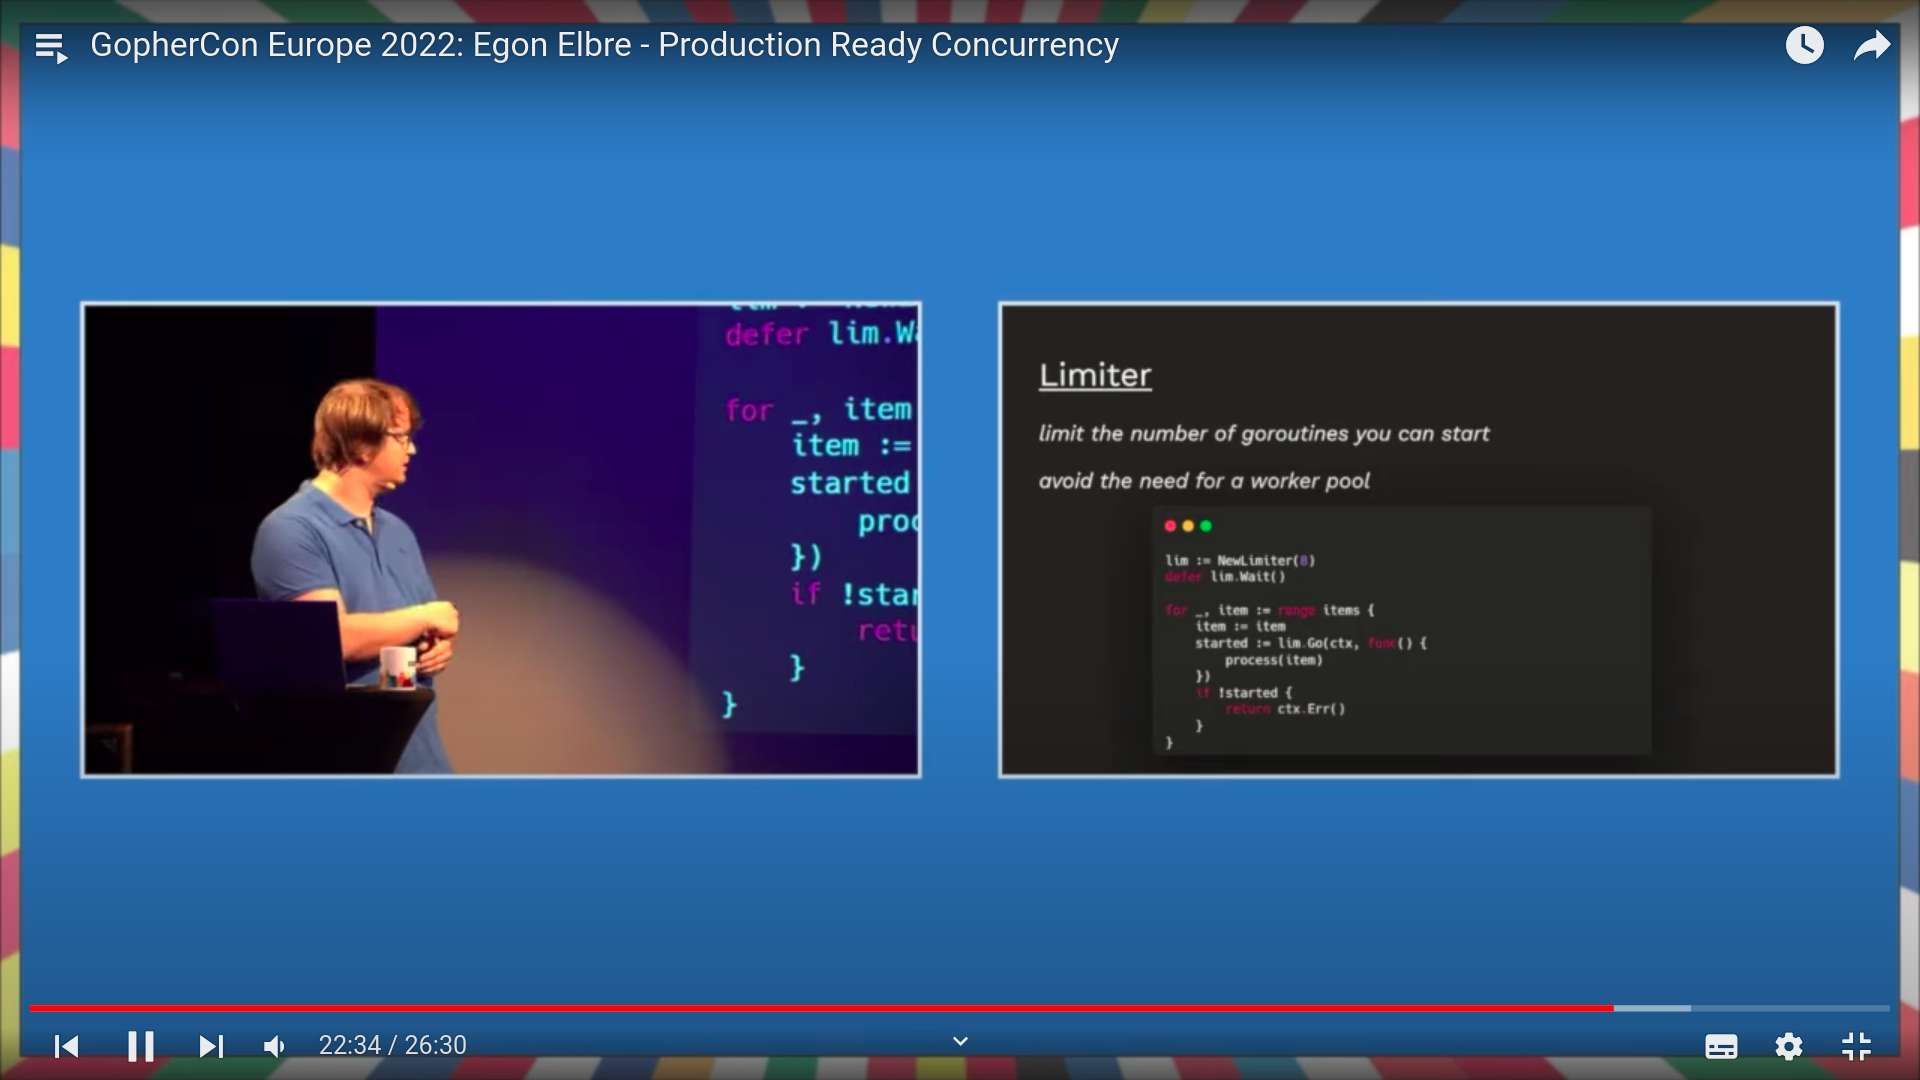 GopherCon Europe 2022: Egon Elbre - Production Ready Concurrency
defer lim.W
for _, item
item :=
started
proc
})
if !star
retu
}
}
Limiter
limit the number of goroutines you can start
avoid the need for a worker pool
lim := NewLimiter(8)
defer lim.Wait()
for _, item := range items {
item := item
started := lim.Go(ctx, func() {
process(item)
})
if !started {
return ctx.Err()
}
}
22:34 / 26:30